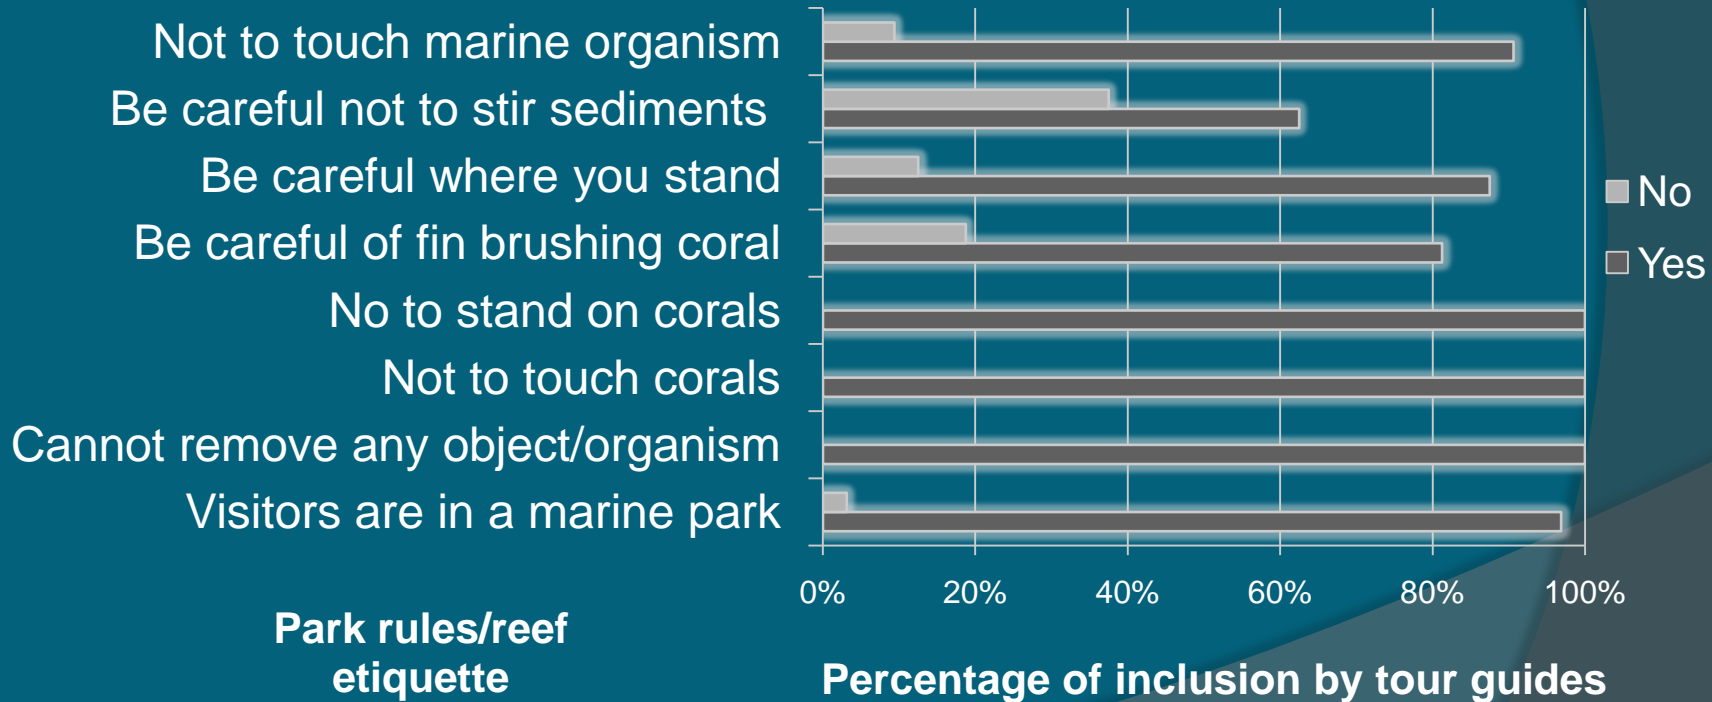 Not to touch marine organism
Be careful not to stir sediments
Be careful where you stand
Be careful of fin brushing coral
No to stand on corals
Not to touch corals
Cannot remove any object/organism
Visitors are in a marine park
No
Yes
0% 20% 40% 60% 80% 100%
Park rules/reef
etiquette
Percentage of inclusion by tour guides